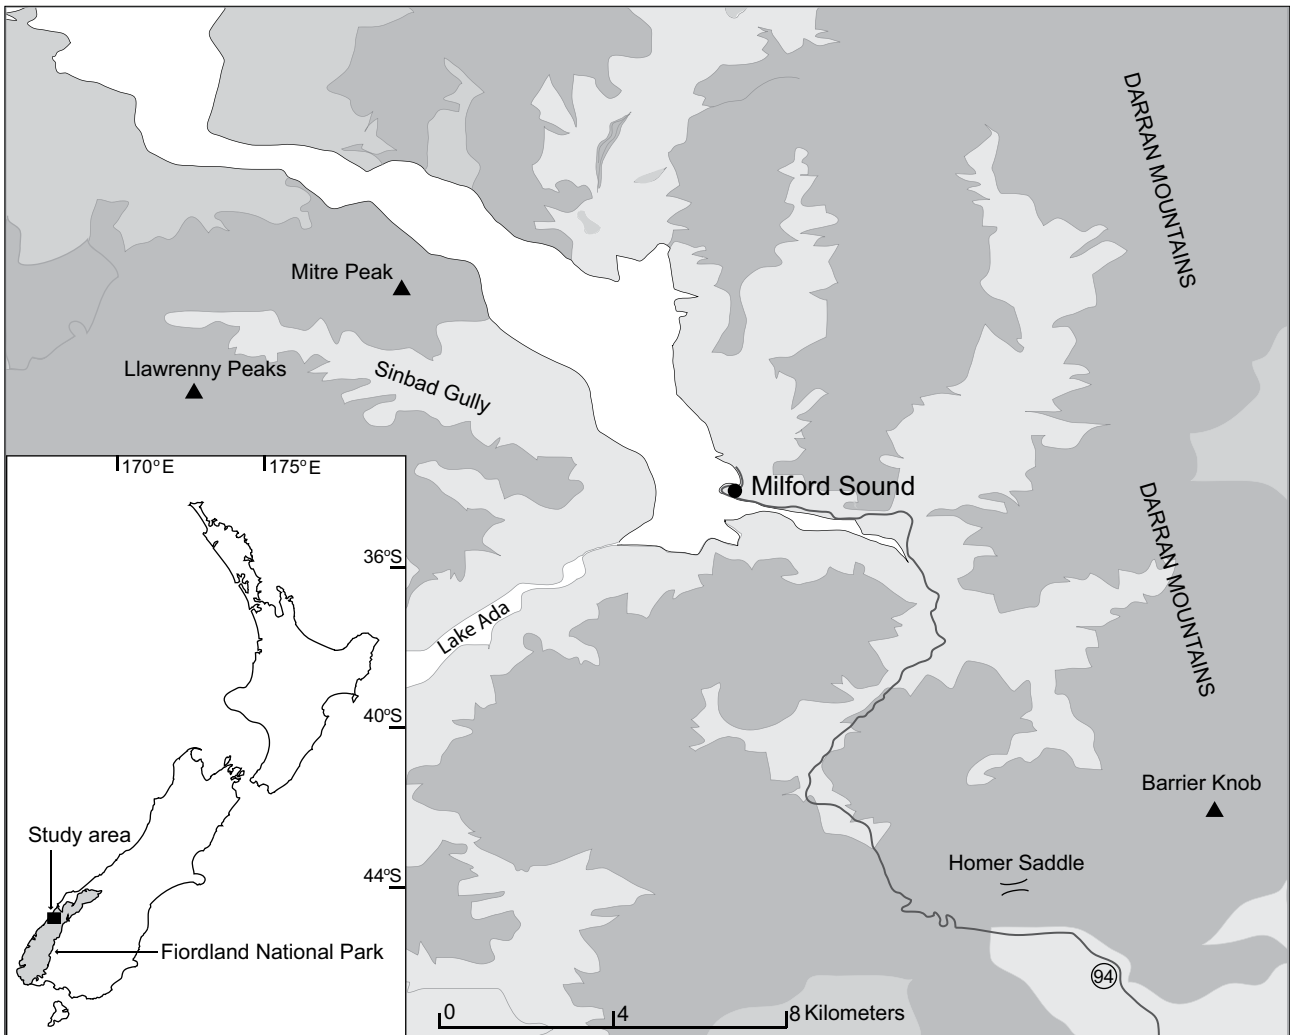 DARRAN MOUNTAINS
Mitre Peak
Llawrenny Peaks
Sinbad Gully
Milford Sound
DARRAN MOUNTAINS
Lake Ada
Barrier Knob
Homer Saddle
94
0 4 8 Kilometers
170°E 175°E
36°S
40°S
44°S
Study area
Fiordland National Park